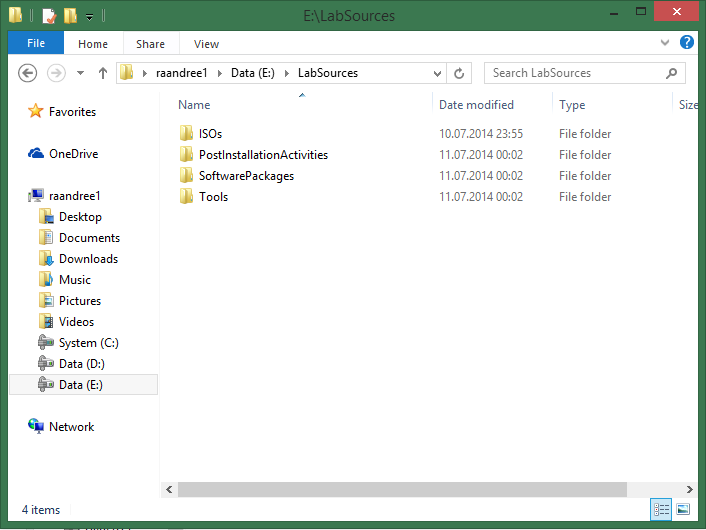 E:\LabSources
File Home Share View
raandree1 Data (E:) LabSources Search LabSources
Name Date modified Type Size
Favorites
OneDrive
raandree1
Desktop
Documents
Downloads
Music
Pictures
Videos
System (C:)
Data (D:)
Data (E:)
Network
ISOs 10.07.2014 23:55 File folder
PostInstallationActivities 11.07.2014 00:02 File folder
SoftwarePackages 11.07.2014 00:02 File folder
Tools 11.07.2014 00:02 File folder
4 items